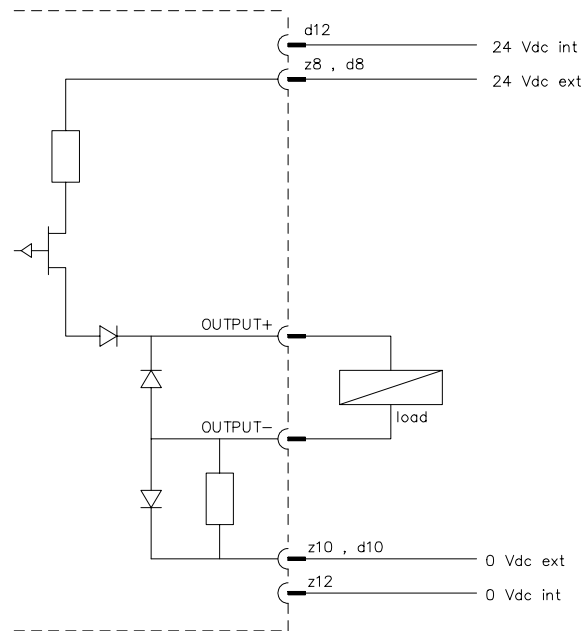 d12
24 Vdc int
z8 , d8
24 Vdc ext
OUTPUT+
load
OUTPUT-
z10 , d10
0 Vdc ext
z12
0 Vdc int